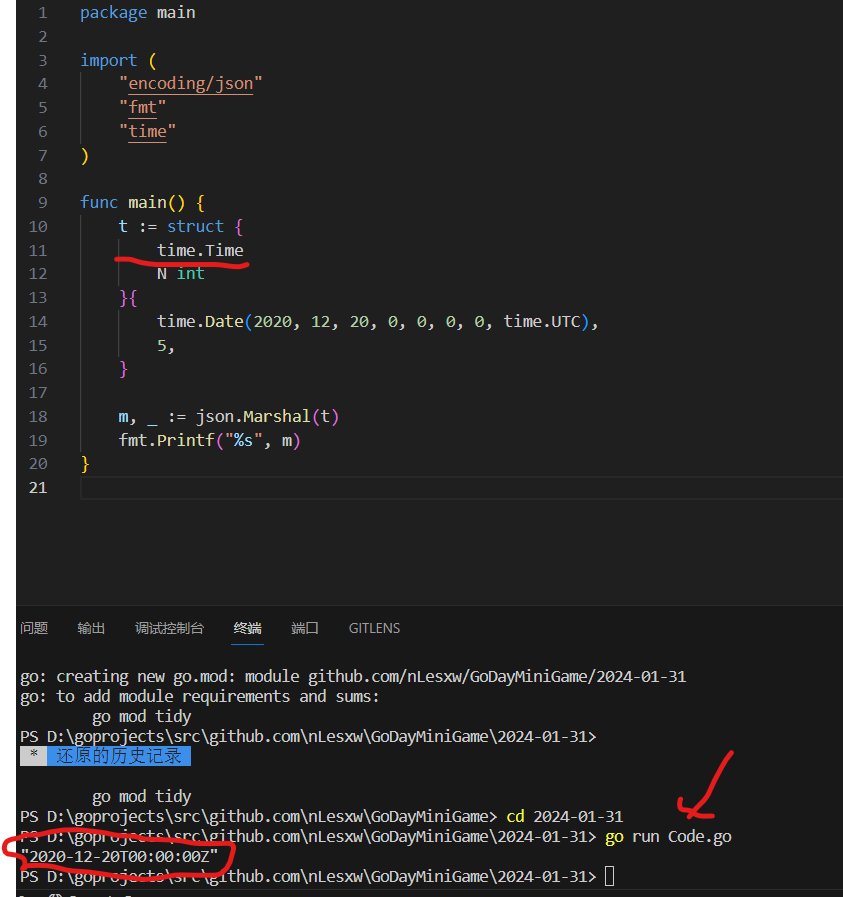 1 package main
2
3 import (
4 "encoding/json"
5 "fmt"
6 "time"
7 )
8
9 func main() {
10 t := struct {
11 time.Time
12 N int
13 }{
14 time.Date(2020, 12, 20, 0, 0, 0, 0, time.UTC),
15 5,
16 }
17
18 m, _ := json.Marshal(t)
19 fmt.Printf("%s", m)
20 }
21
问题 输出 调试控制台 终端 端口 GITLENS
go: creating new go.mod: module github.com/nLesxw/GoDayMiniGame/2024-01-31
go: to add module requirements and sums:
go mod tidy
PS D:\goprojects\src\github.com\nLesxw\GoDayMiniGame\2024-01-31>
* 还原的历史记录
go mod tidy
PS D:\goprojects\src\github.com\nLesxw\GoDayMiniGame> cd 2024-01-31
PS D:\goprojects\src\github.com\nLesxw\GoDayMiniGame\2024-01-31> go run Code.go
"2020-12-20T00:00:00Z"
PS D:\goprojects\src\github.com\nLesxw\GoDayMiniGame\2024-01-31>